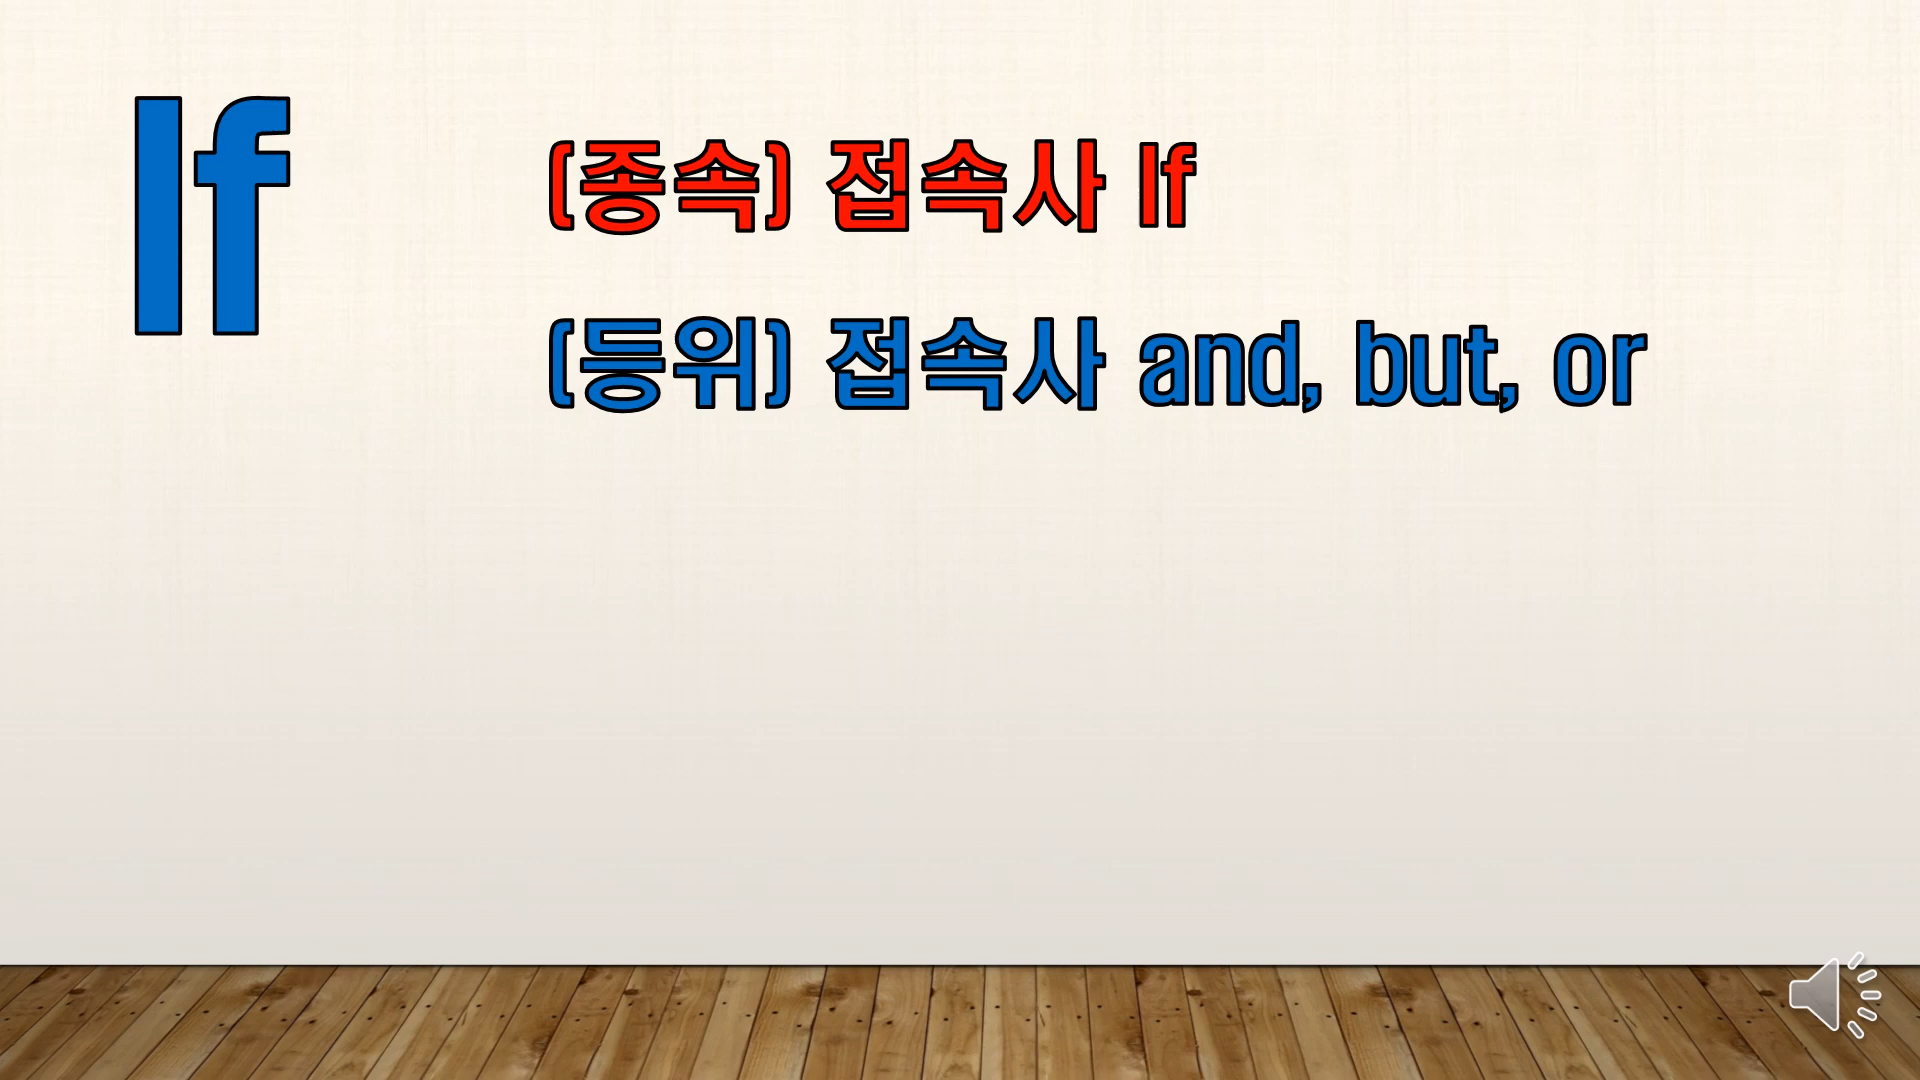 If
(종속) 접속사 If
(등위) 접속사 and, but, or